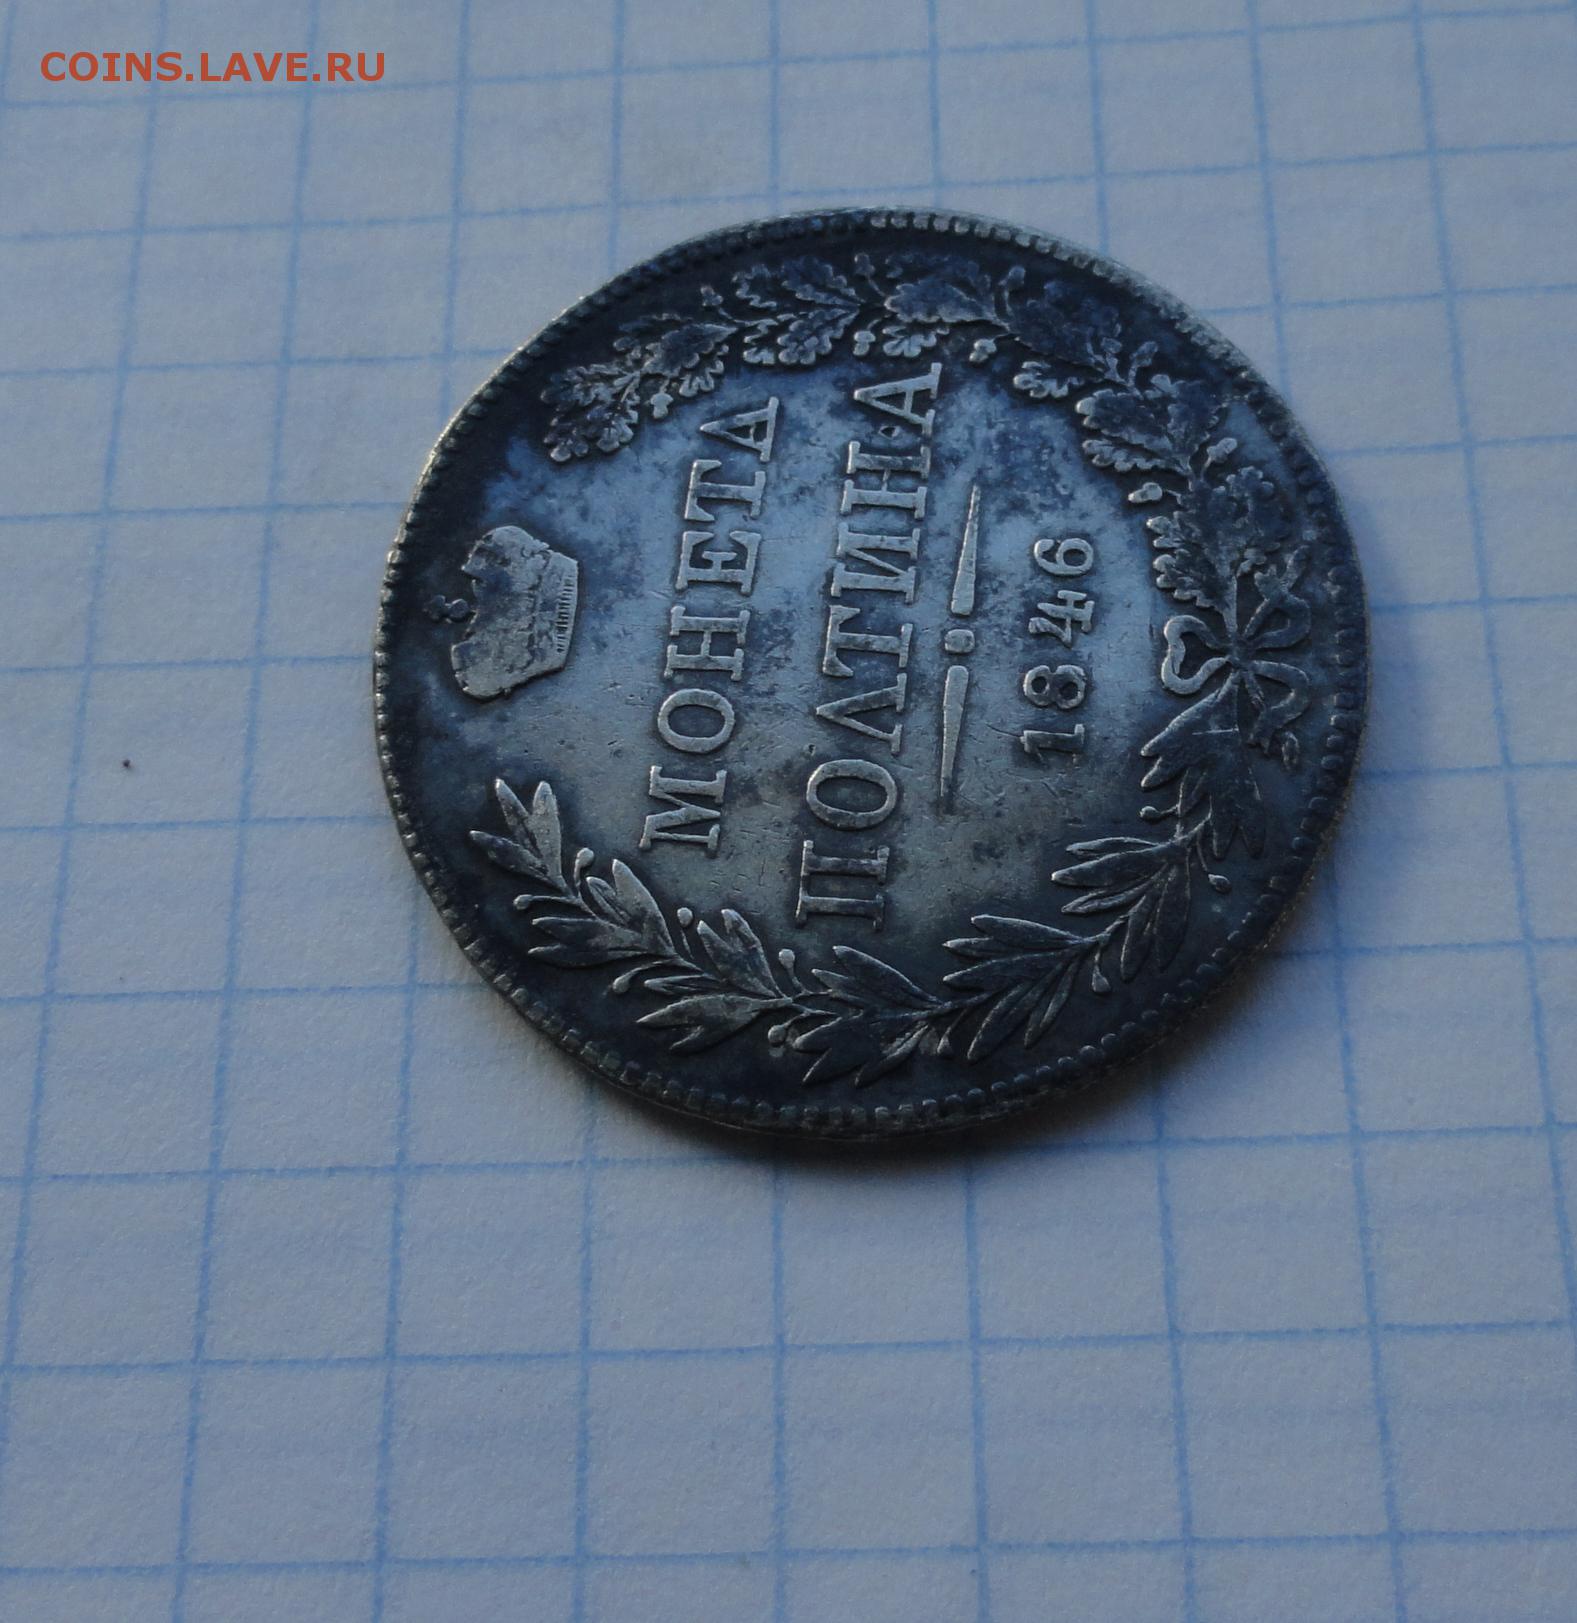 COINS.LAVE.RU
МОНЕТА
ПОЛТИНА
1846